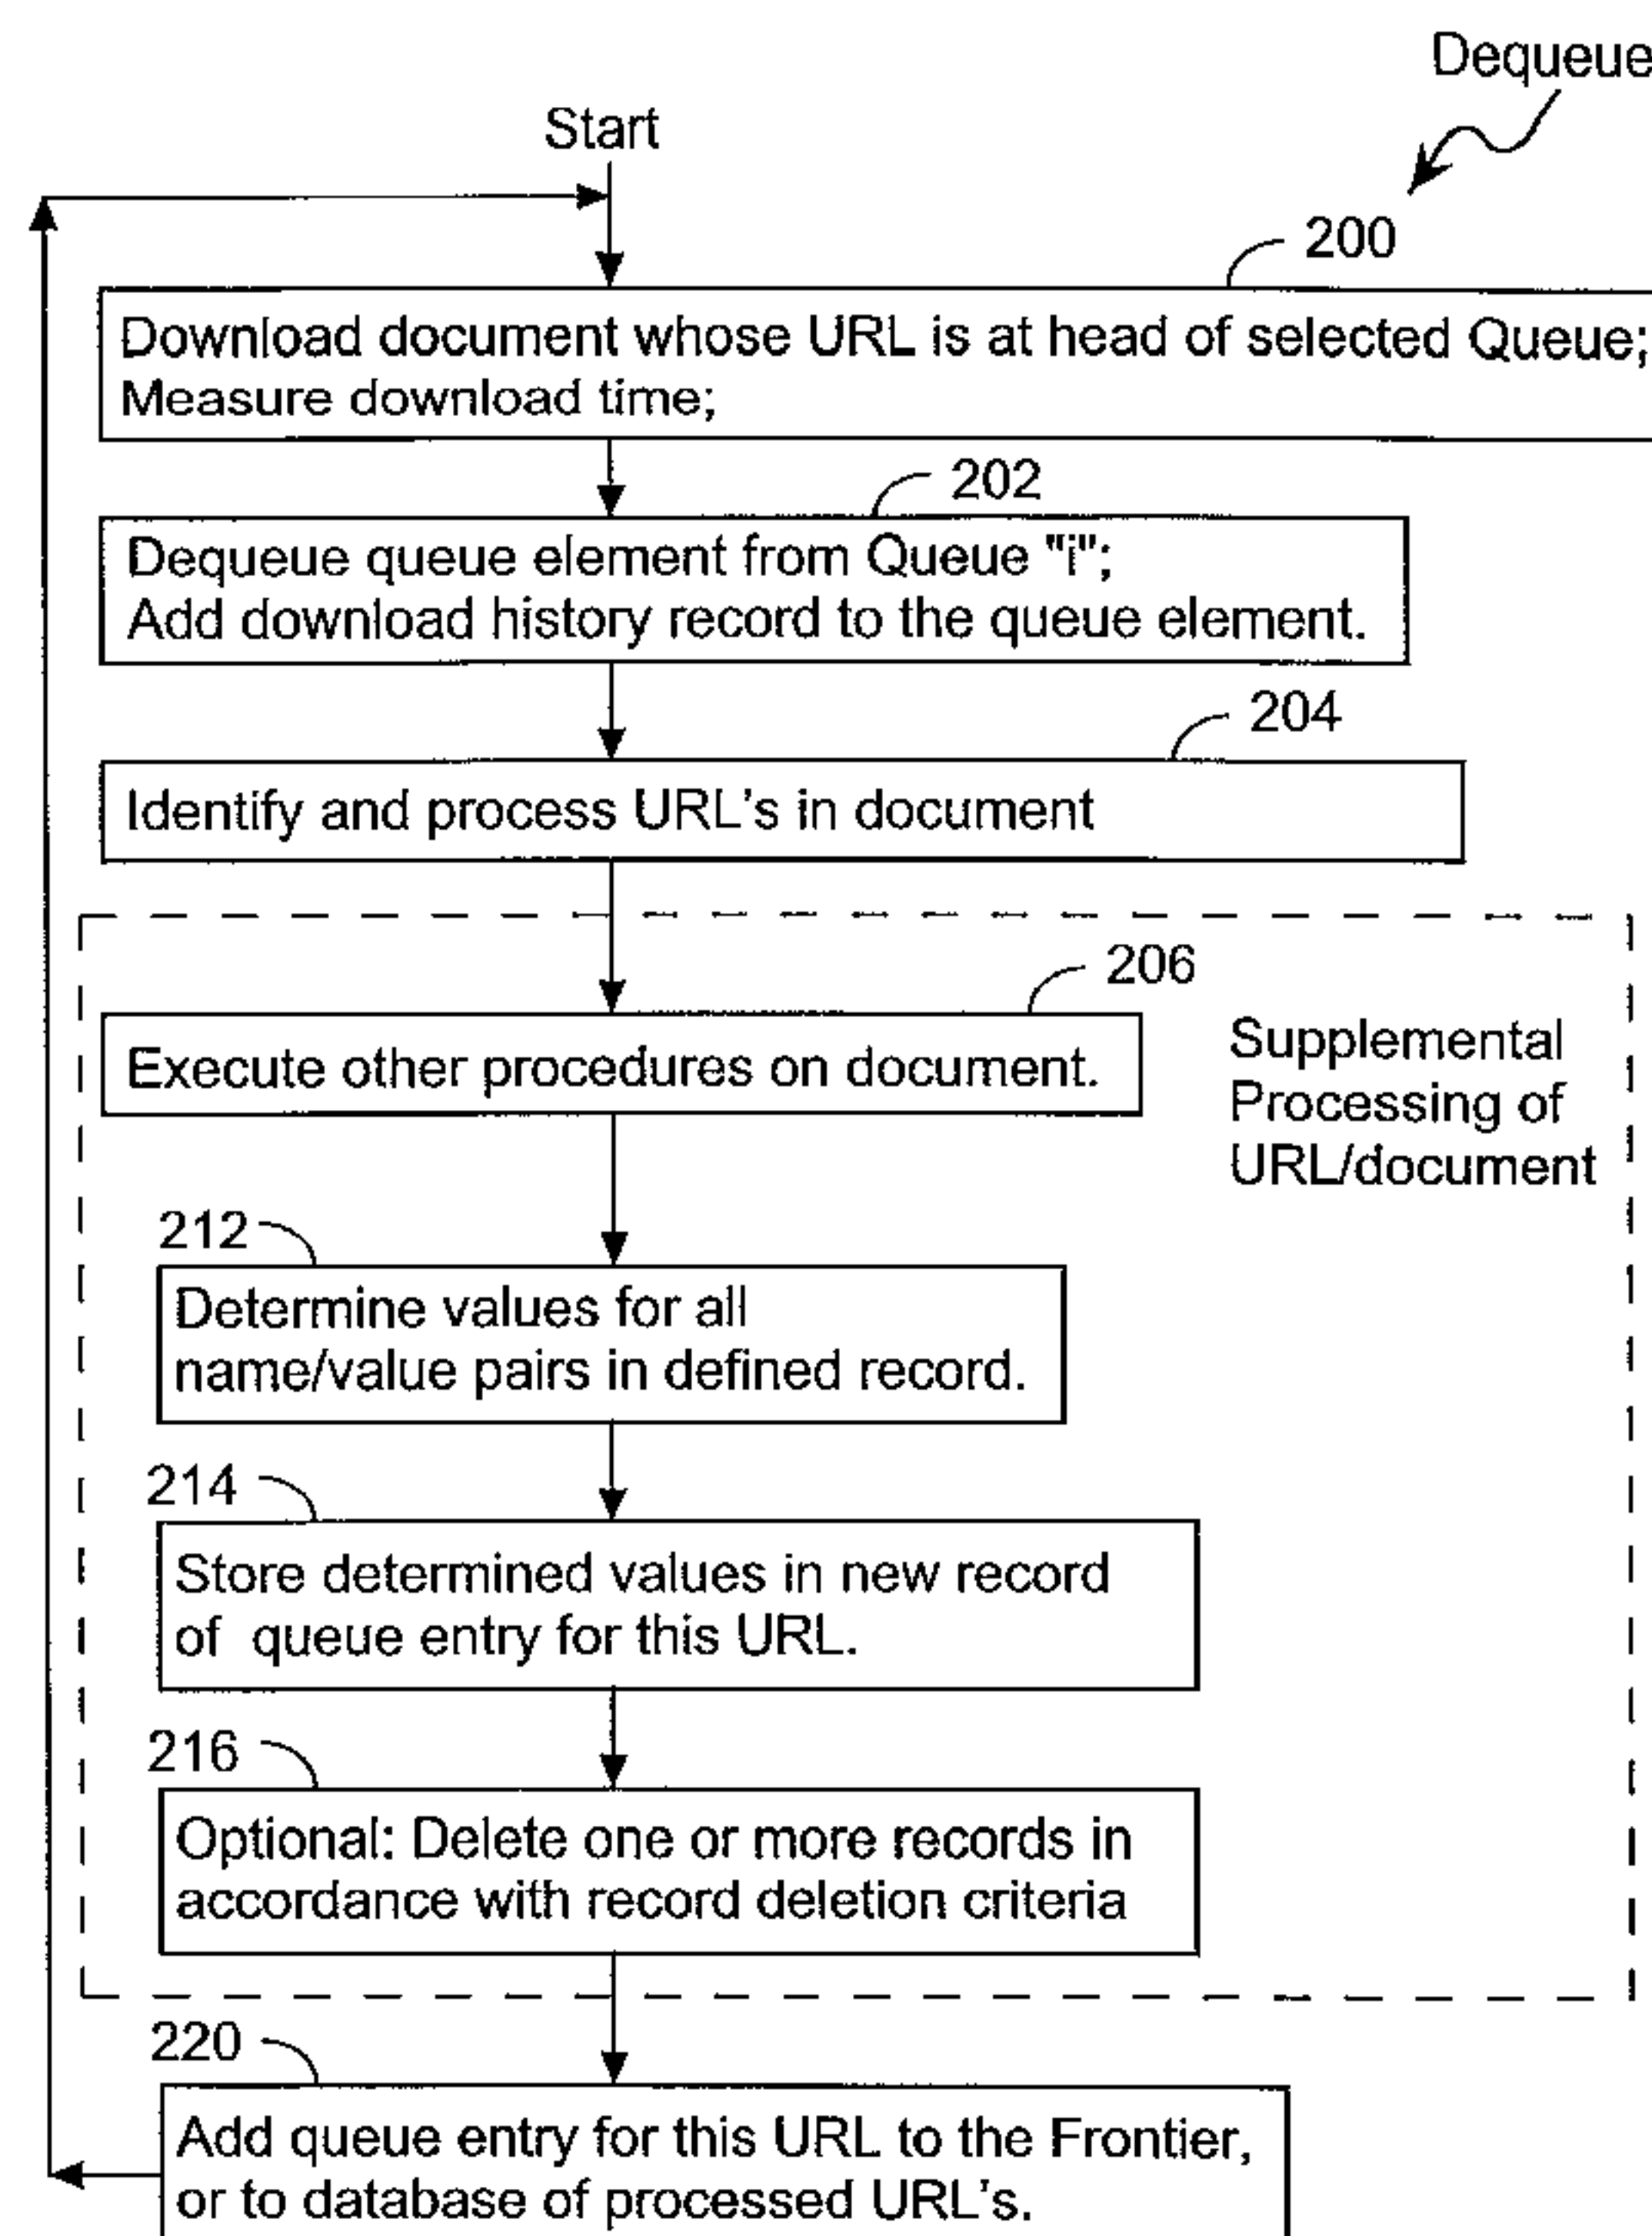 Dequeue
Start
200
Download document whose URL is at head of selected Queue;
Measure download time;
202
Dequeue queue element from Queue "i";
Add download history record to the queue element.
204
Identify and process URL's in document
206
Execute other procedures on document.
Supplemental
Processing of
URL/document
212
Determine values for all
name/value pairs in defined record.
214
Store determined values in new record
of queue entry for this URL.
216
Optional: Delete one or more records in
accordance with record deletion criteria
220
Add queue entry for this URL to the Frontier,
or to database of processed URL's.